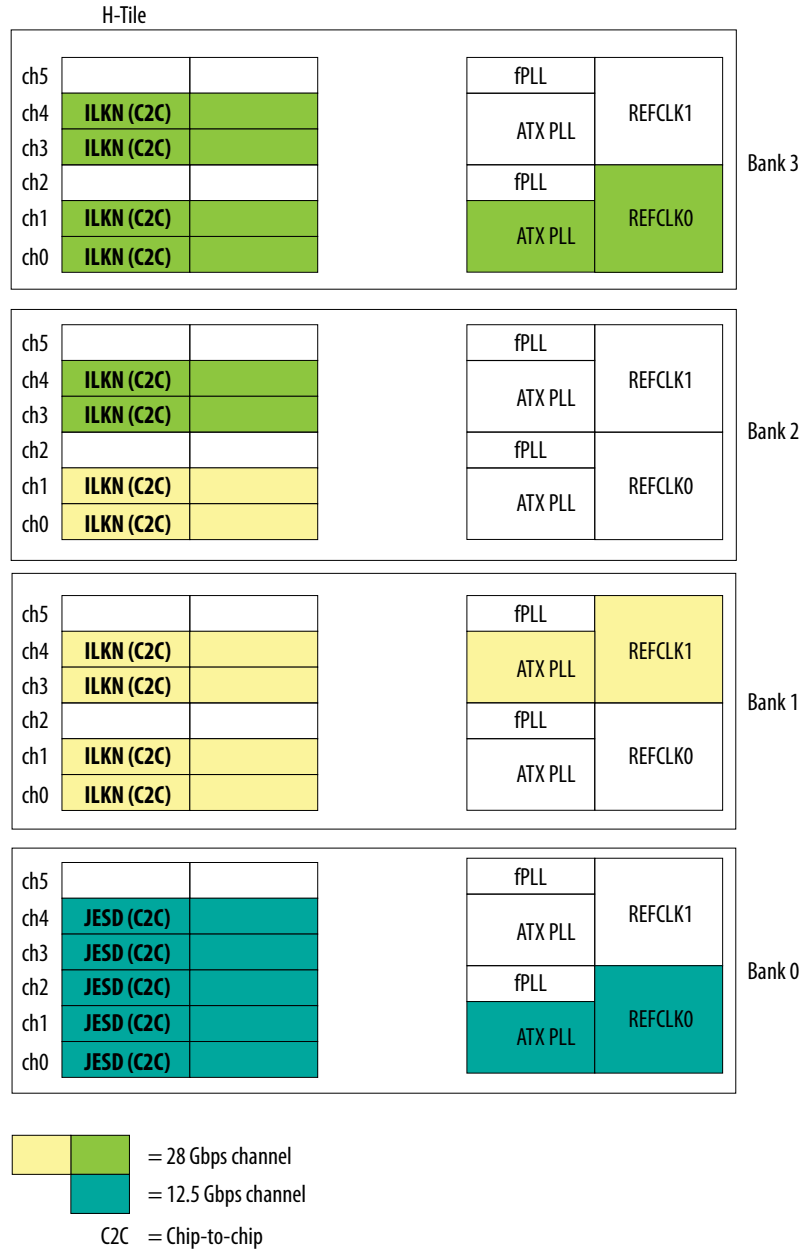 H-Tile
ch5 fPLL
ch4 ILKN (C2C) ATX PLL REFCLK1
ch3 ILKN (C2C)
ch2 fPLL Bank 3
ch1 ILKN (C2C) ATX PLL REFCLK0
ch0 ILKN (C2C)
ch5 fPLL
ch4 ILKN (C2C) ATX PLL REFCLK1
ch3 ILKN (C2C)
ch2 fPLL Bank 2
ch1 ILKN (C2C) ATX PLL REFCLK0
ch0 ILKN (C2C)
ch5 fPLL
ch4 ILKN (C2C) ATX PLL REFCLK1
ch3 ILKN (C2C)
ch2 fPLL Bank 1
ch1 ILKN (C2C) ATX PLL REFCLK0
ch0 ILKN (C2C)
ch5 fPLL
ch4 JESD (C2C) ATX PLL REFCLK1
ch3 JESD (C2C)
ch2 JESD (C2C) fPLL Bank 0
ch1 JESD (C2C) ATX PLL REFCLK0
ch0 JESD (C2C)
= 28 Gbps channel
= 12.5 Gbps channel
C2C = Chip-to-chip